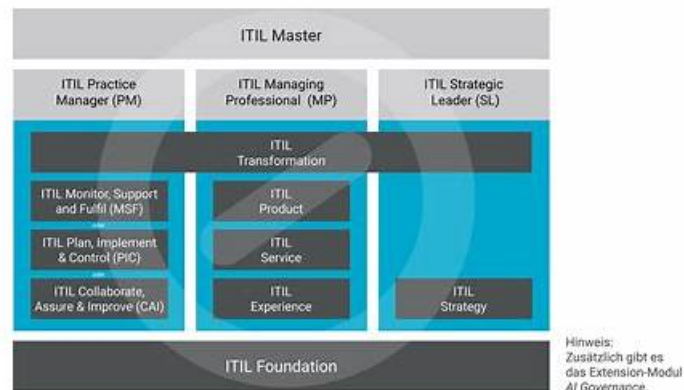 ITIL Master
ITIL Practice
Manager (PM)
ITIL Managing
Professional (MP)
ITIL Strategic
Leader (SL)
ITIL
Transformation
ITIL Monitor, Support
and Fulfil (MSF)
ITIL
Product
ITIL Plan, Implement
& Control (PIC)
ITIL
Service
ITIL Collaborate,
Assure & Improve (CAI)
ITIL
Experience
ITIL
Strategy
ITIL Foundation
Hinweis:
Zusätzlich gibt es
das Extension-Modul
AI Governance